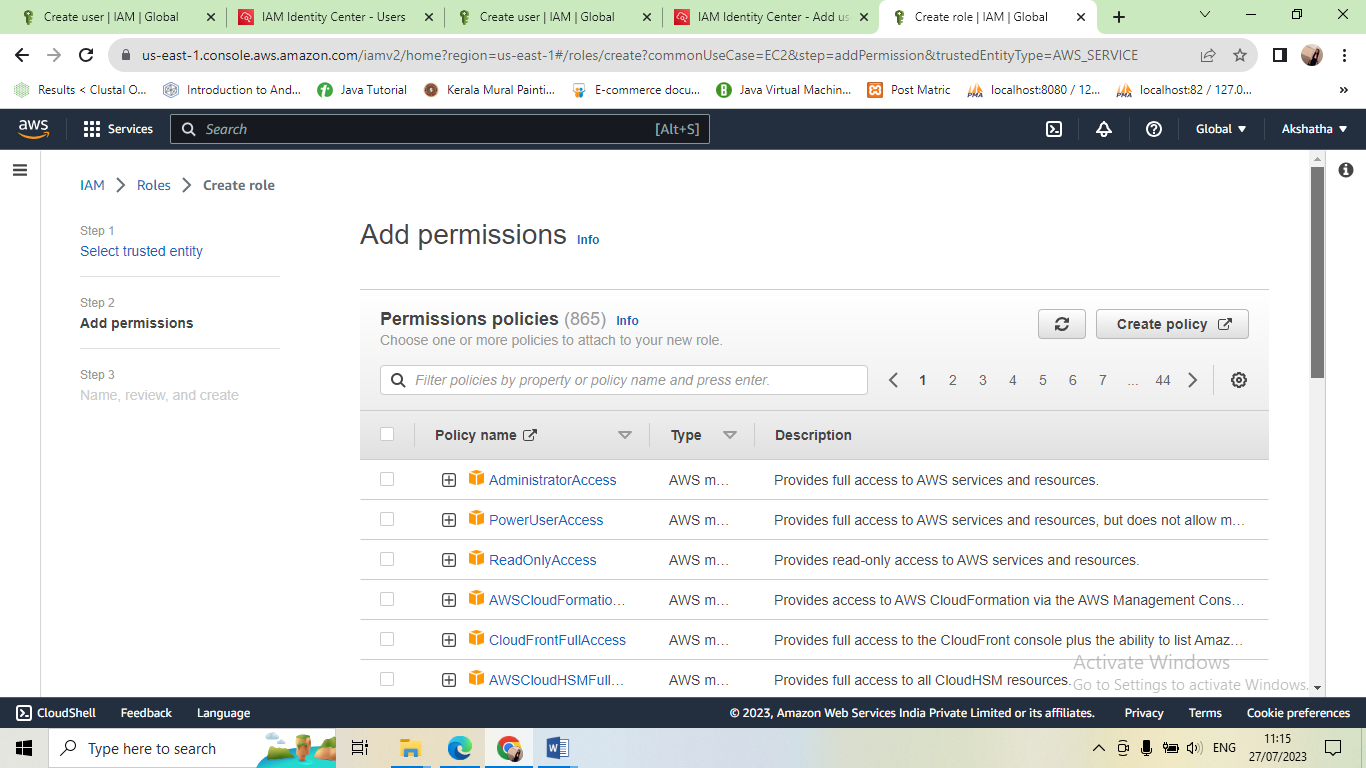 Create user | IAM | Global
IAM Identity Center - Users
Create user | IAM | Global
IAM Identity Center - Add us
Create role | IAM | Global
us-east-1.console.aws.amazon.com/iamv2/home?region=us-east-1#/roles/create?commonUseCase=EC2&step=addPermission&trustedEntityType=AWS_SERVICE
Results < Clustal O...
Introduction to And...
Java Tutorial
Kerala Mural Painti...
E-commerce docu...
Java Virtual Machin...
Post Matric
localhost:8080 / 12...
localhost:82 / 127.0...
»
aws
Services
Search
[Alt+S]
Global
Akshatha
IAM > Roles > Create role
Step 1
Select trusted entity
Step 2
Add permissions
Step 3
Name, review, and create
Add permissions Info
Permissions policies (865) Info
Choose one or more policies to attach to your new role.
Create policy
Filter policies by property or policy name and press enter.
< 1 2 3 4 5 6 7 ... 44 >
Policy name Type Description
AdministratorAccess AWS m... Provides full access to AWS services and resources.
PowerUserAccess AWS m... Provides full access to AWS services and resources, but does not allow m...
ReadOnlyAccess AWS m... Provides read-only access to AWS services and resources.
AWSCloudFormatio... AWS m... Provides access to AWS CloudFormation via the AWS Management Cons...
CloudFrontFullAccess AWS m... Provides full access to the CloudFront console plus the ability to list Amaz...
AWSCloudHSMFull... AWS m... Provides full access to all CloudHSM resources.
Activate Windows
Go to Settings to activate Windows.
CloudShell Feedback Language
© 2023, Amazon Web Services India Private Limited or its affiliates. Privacy Terms Cookie preferences
Type here to search
ENG
11:15
27/07/2023